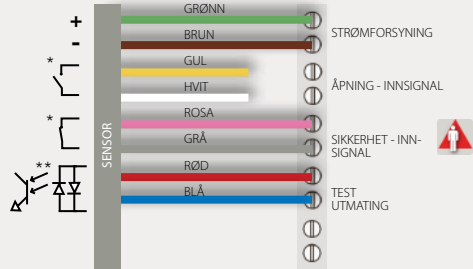 GRØNN
+
BRUN
-
STRØMFORSYNING
GUL
*
HVIT
ÅPNING - INNSIGNAL
ROSA
*
GRÅ
SIKKERHET - INN-
SIGNAL
SENSOR
RØD
**
BLÅ
TEST
UTMATING